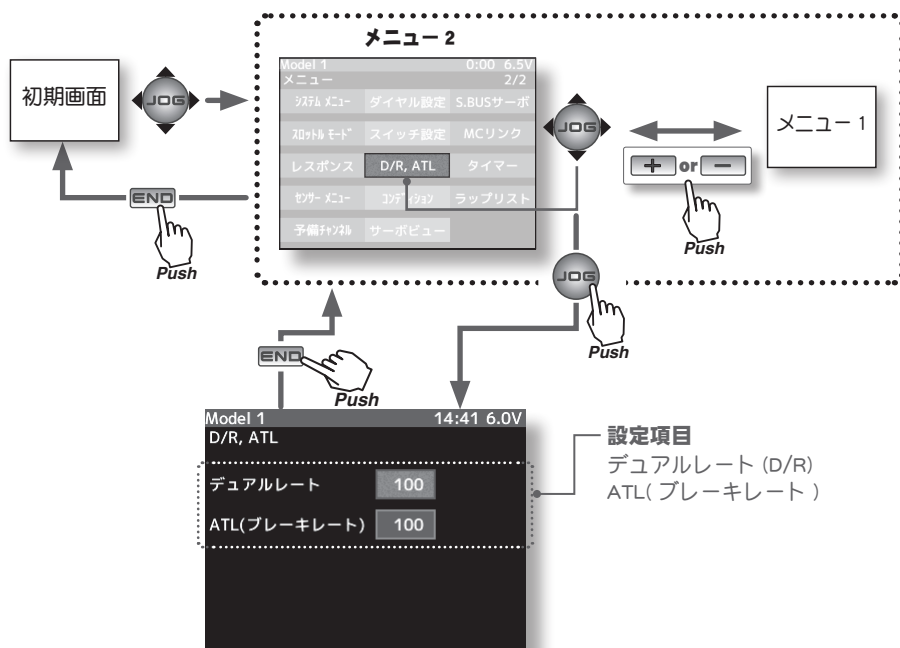 メニュー 2
初期画面
JOG
Model 1 0:00 6.5V
メニュー 2/2
システム メニュー ダイヤル設定 S.BUSサーボ
スロットル モード スイッチ設定 MCリンク
レスポンス D/R, ATL タイマー
センサー メニュー コンディション ラップリスト
予備チャンネル サーボビュー
JOG
+ or −
Push
メニュー 1
END
Push
JOG
Push
END
Push
Model 1 14:41 6.0V
D/R, ATL
デュアルレート 100
ATL(ブレーキレート) 100
設定項目
デュアルレート (D/R)
ATL( ブレーキレート )